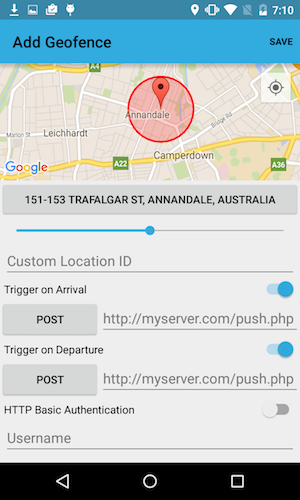 7:10
Add Geofence
SAVE
Annandale
Marion St
Leichhardt
Bridge Rd
Camperdown
A22
A36
Google
151-153 TRAFALGAR ST, ANNANDALE, AUSTRALIA
Custom Location ID
Trigger on Arrival
POST
http://myserver.com/push.php
Trigger on Departure
POST
http://myserver.com/push.php
HTTP Basic Authentication
Username